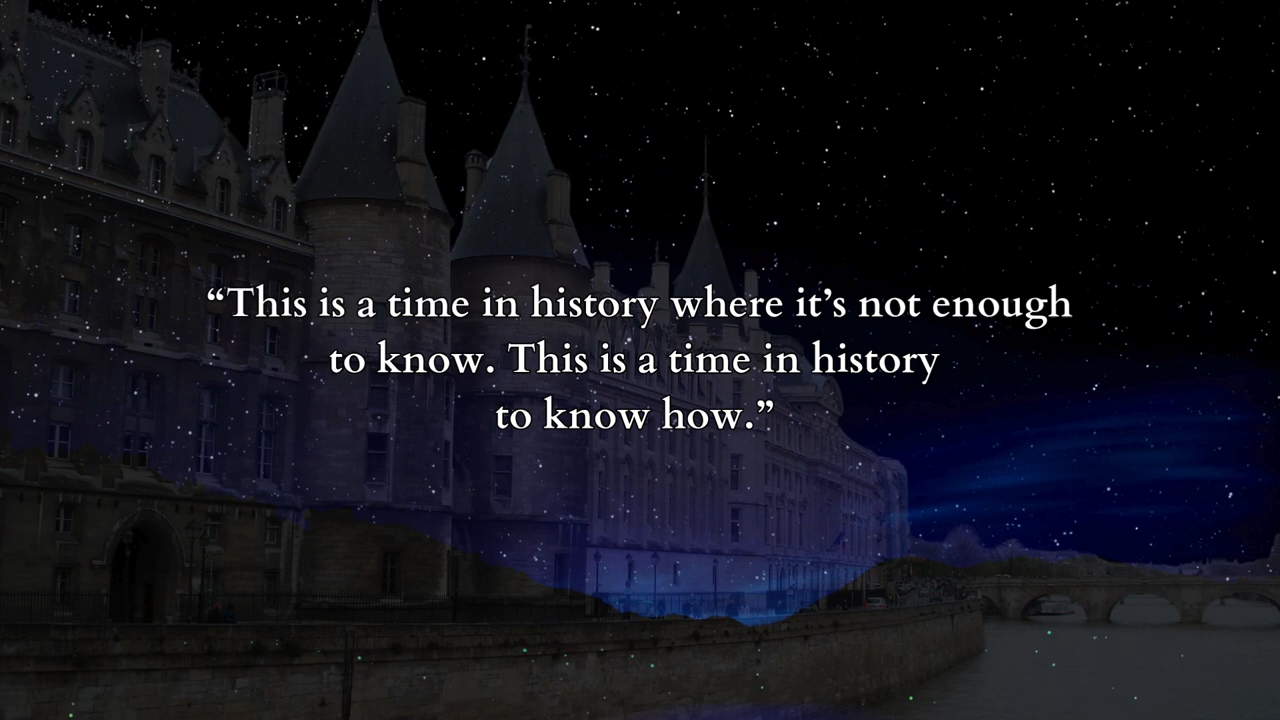 “This is a time in history where it’s not enough
to know. This is a time in history
to know how.”